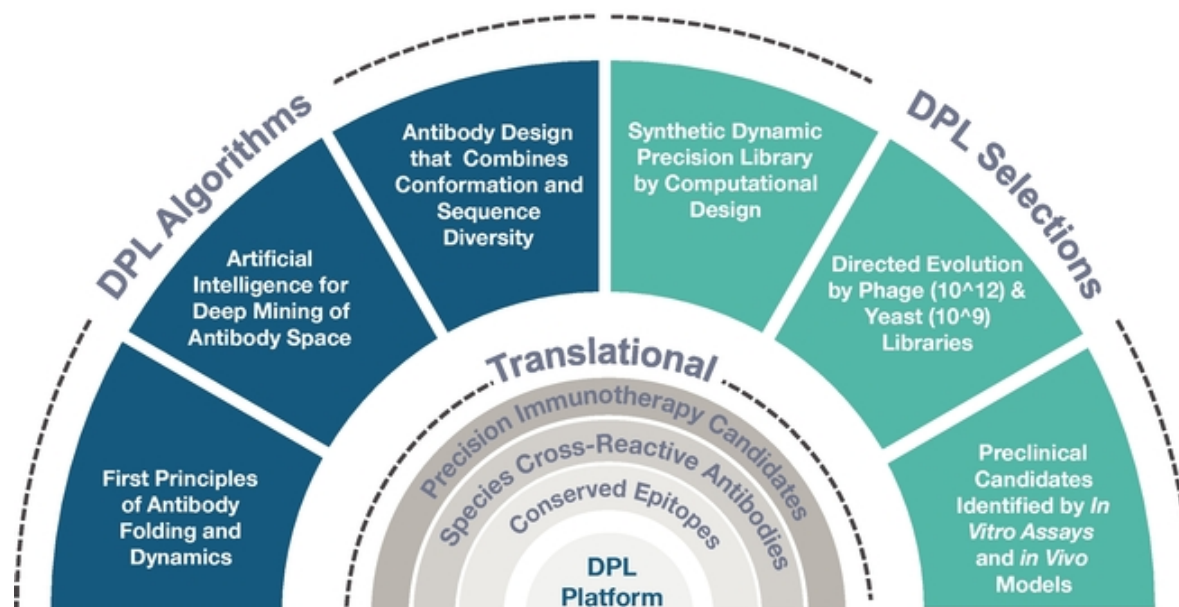 DPL Algorithms
DPL Selections
First Principles
of Antibody
Folding and
Dynamics
Artificial
Intelligence for
Deep Mining of
Antibody Space
Antibody Design
that Combines
Conformation and
Sequence
Diversity
Synthetic Dynamic
Precision Library
by Computational
Design
Directed Evolution
by Phage (10^12) &
Yeast (10^9)
Libraries
Preclinical
Candidates
Identified by In
Vitro Assays
and in Vivo
Models
Translational
Precision Immunotherapy Candidates
Species Cross-Reactive Antibodies
Conserved Epitopes
DPL
Platform